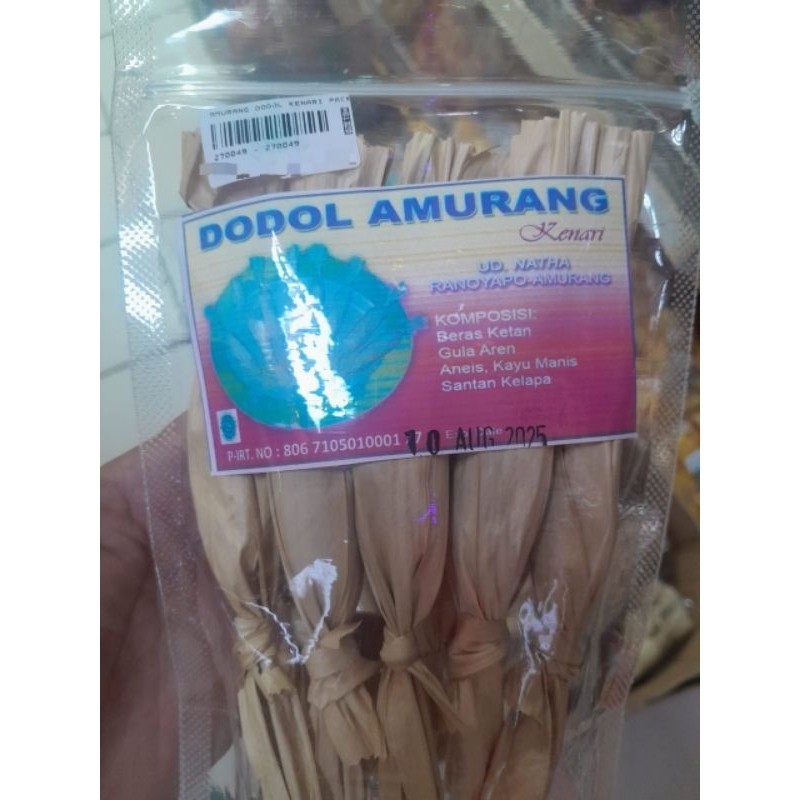 AMURANG DODOL KENARI PACK
270049 - 270049
DODOL AMURANG
Kenari
UD. NATHA
RANOYAPO-AMURANG
KOMPOSISI:
Beras Ketan
Gula Aren
Aneis, Kayu Manis
Santan Kelapa
P-IRT. NO : 806 7105010001
10 AUG 2025